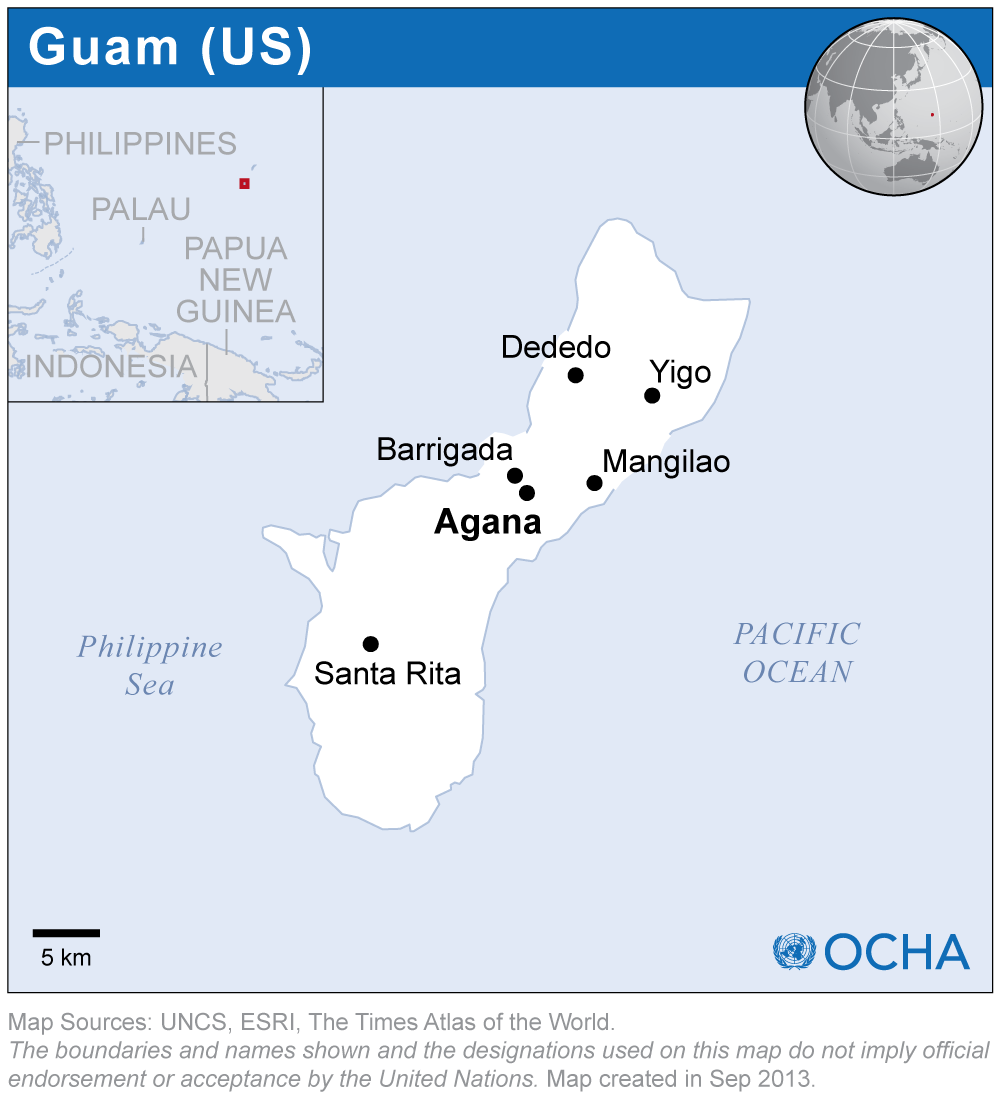 Guam (US)
PHILIPPINES
PALAU
PAPUA
NEW
GUINEA
INDONESIA
Dededo
Yigo
Barrigada
Mangilao
Agana
Philippine
Sea
PACIFIC
OCEAN
Santa Rita
5 km
OCHA
Map Sources: UNCS, ESRI, The Times Atlas of the World.
The boundaries and names shown and the designations used on this map do not imply official
endorsement or acceptance by the United Nations. Map created in Sep 2013.